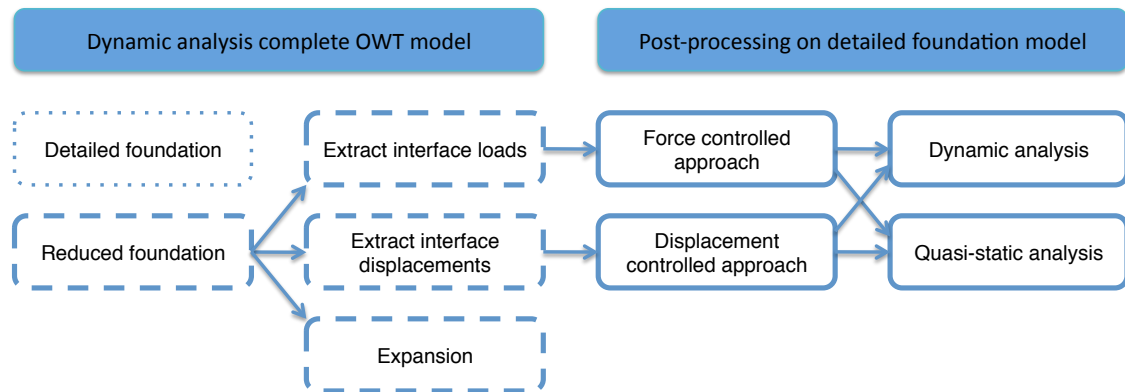 Dynamic analysis complete OWT model
Post-processing on detailed foundation model
Detailed foundation
Extract interface loads
Force controlled
approach
Dynamic analysis
Reduced foundation
Extract interface
displacements
Displacement
controlled approach
Quasi-static analysis
Expansion